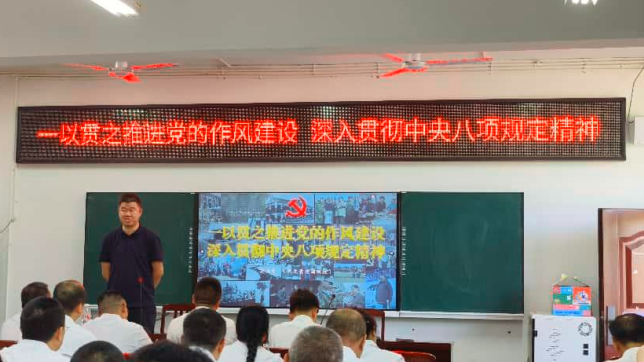 一以贯之推进党的作风建设 深入贯彻中央八项规定精神
一以贯之推进党的作风建设
深入贯彻中央八项规定精神